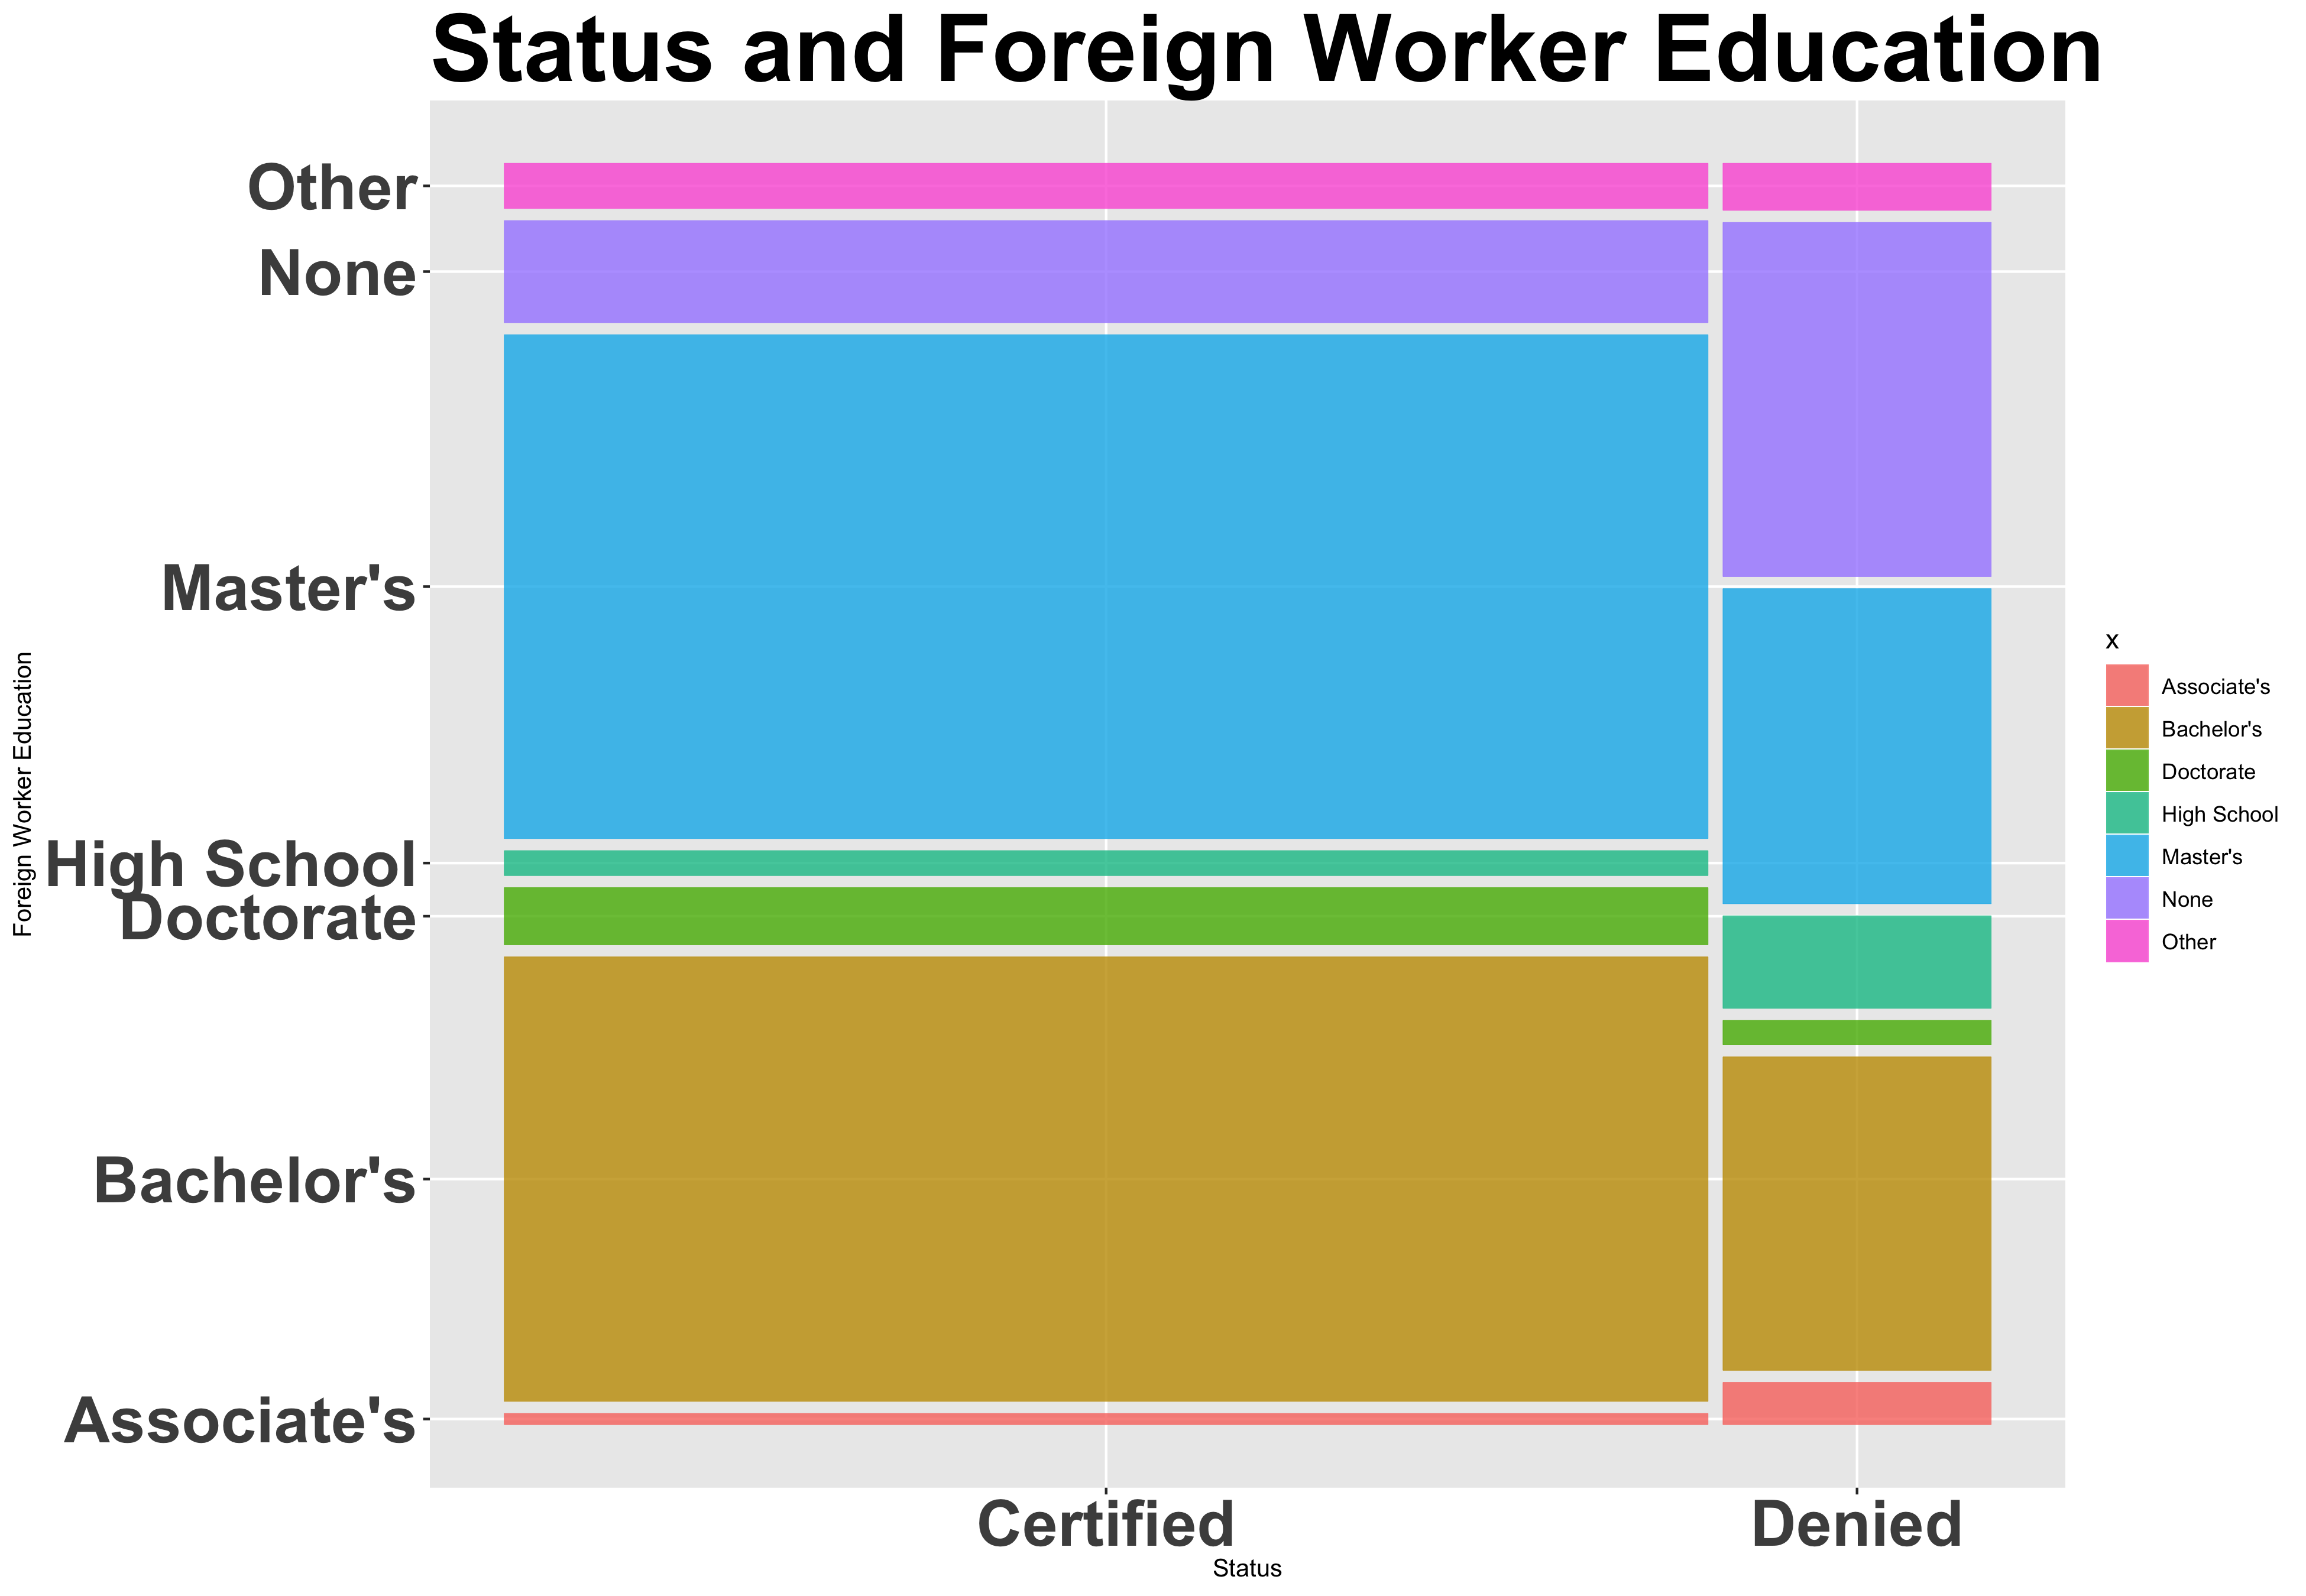 Status and Foreign Worker Education
Foreign Worker Education
Other
None
Master's
High School
Doctorate
Bachelor's
Associate's
Certified
Denied
Status
x
Associate's
Bachelor's
Doctorate
High School
Master's
None
Other